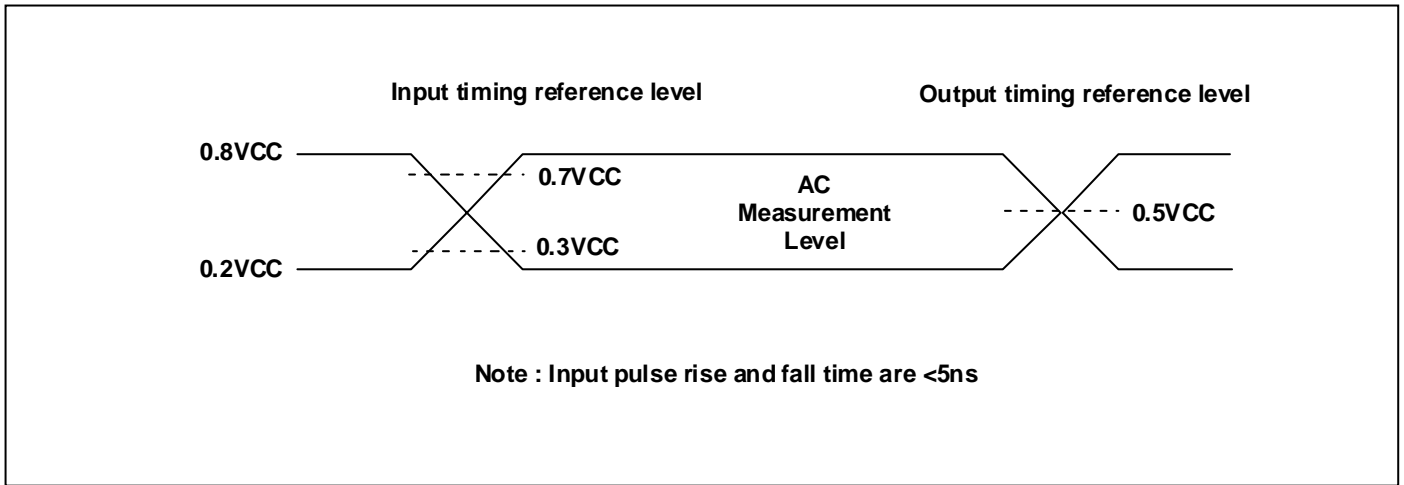 Input timing reference level
Output timing reference level
0.8VCC
0.7VCC
AC
Measurement
Level
0.5VCC
0.3VCC
0.2VCC
Note : Input pulse rise and fall time are <5ns